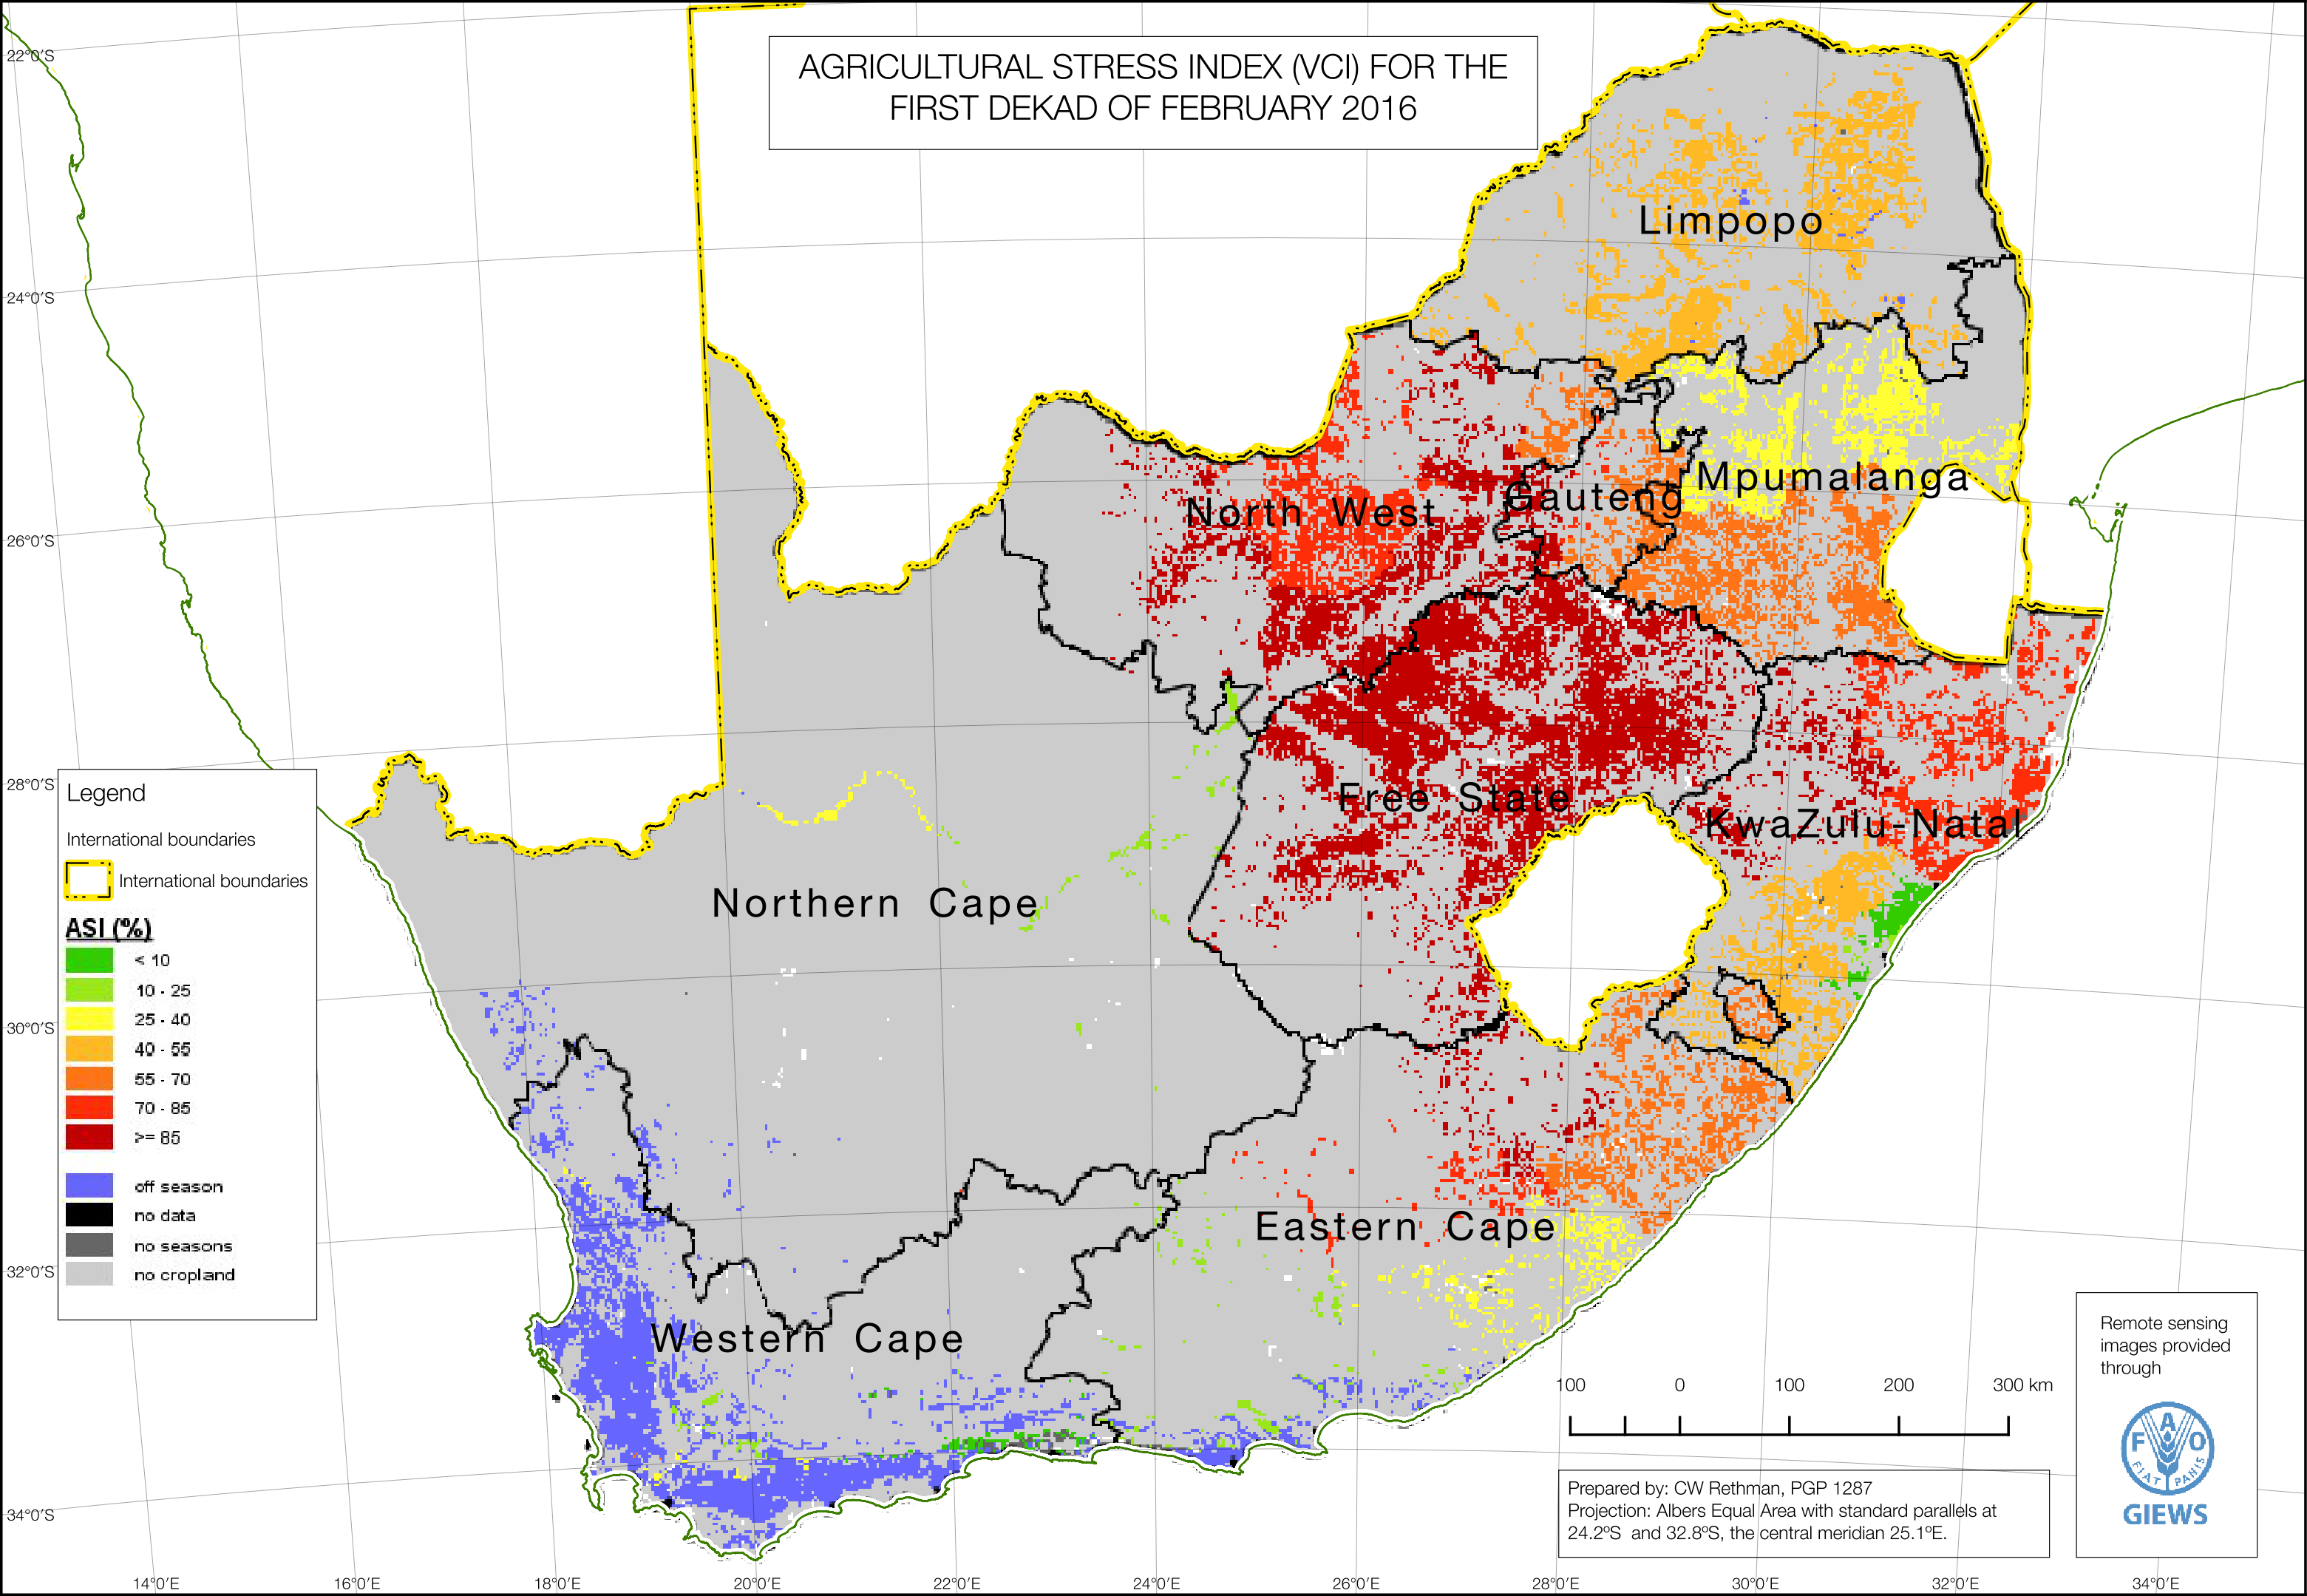 AGRICULTURAL STRESS INDEX (VCI) FOR THE
FIRST DEKAD OF FEBRUARY 2016
22°0'S
24°0'S
26°0'S
28°0'S
30°0'S
32°0'S
34°0'S
Limpopo
Mpumalanga
Gauteng
North West
Free State
KwaZulu-Natal
Northern Cape
Eastern Cape
Western Cape
Legend
International boundaries
International boundaries
ASI (%)
< 10
10 - 25
25 - 40
40 - 55
55 - 70
70 - 85
>= 85
off season
no data
no seasons
no cropland
100 0 100 200 300 km
Prepared by: CW Rethman, PGP 1287
Projection: Albers Equal Area with standard parallels at
24.2ºS and 32.8ºS, the central meridian 25.1ºE.
Remote sensing
images provided
through
F A O
FIAT PANIS
GIEWS
14°0'E 16°0'E 18°0'E 20°0'E 22°0'E 24°0'E 26°0'E 28°0'E 30°0'E 32°0'E 34°0'E